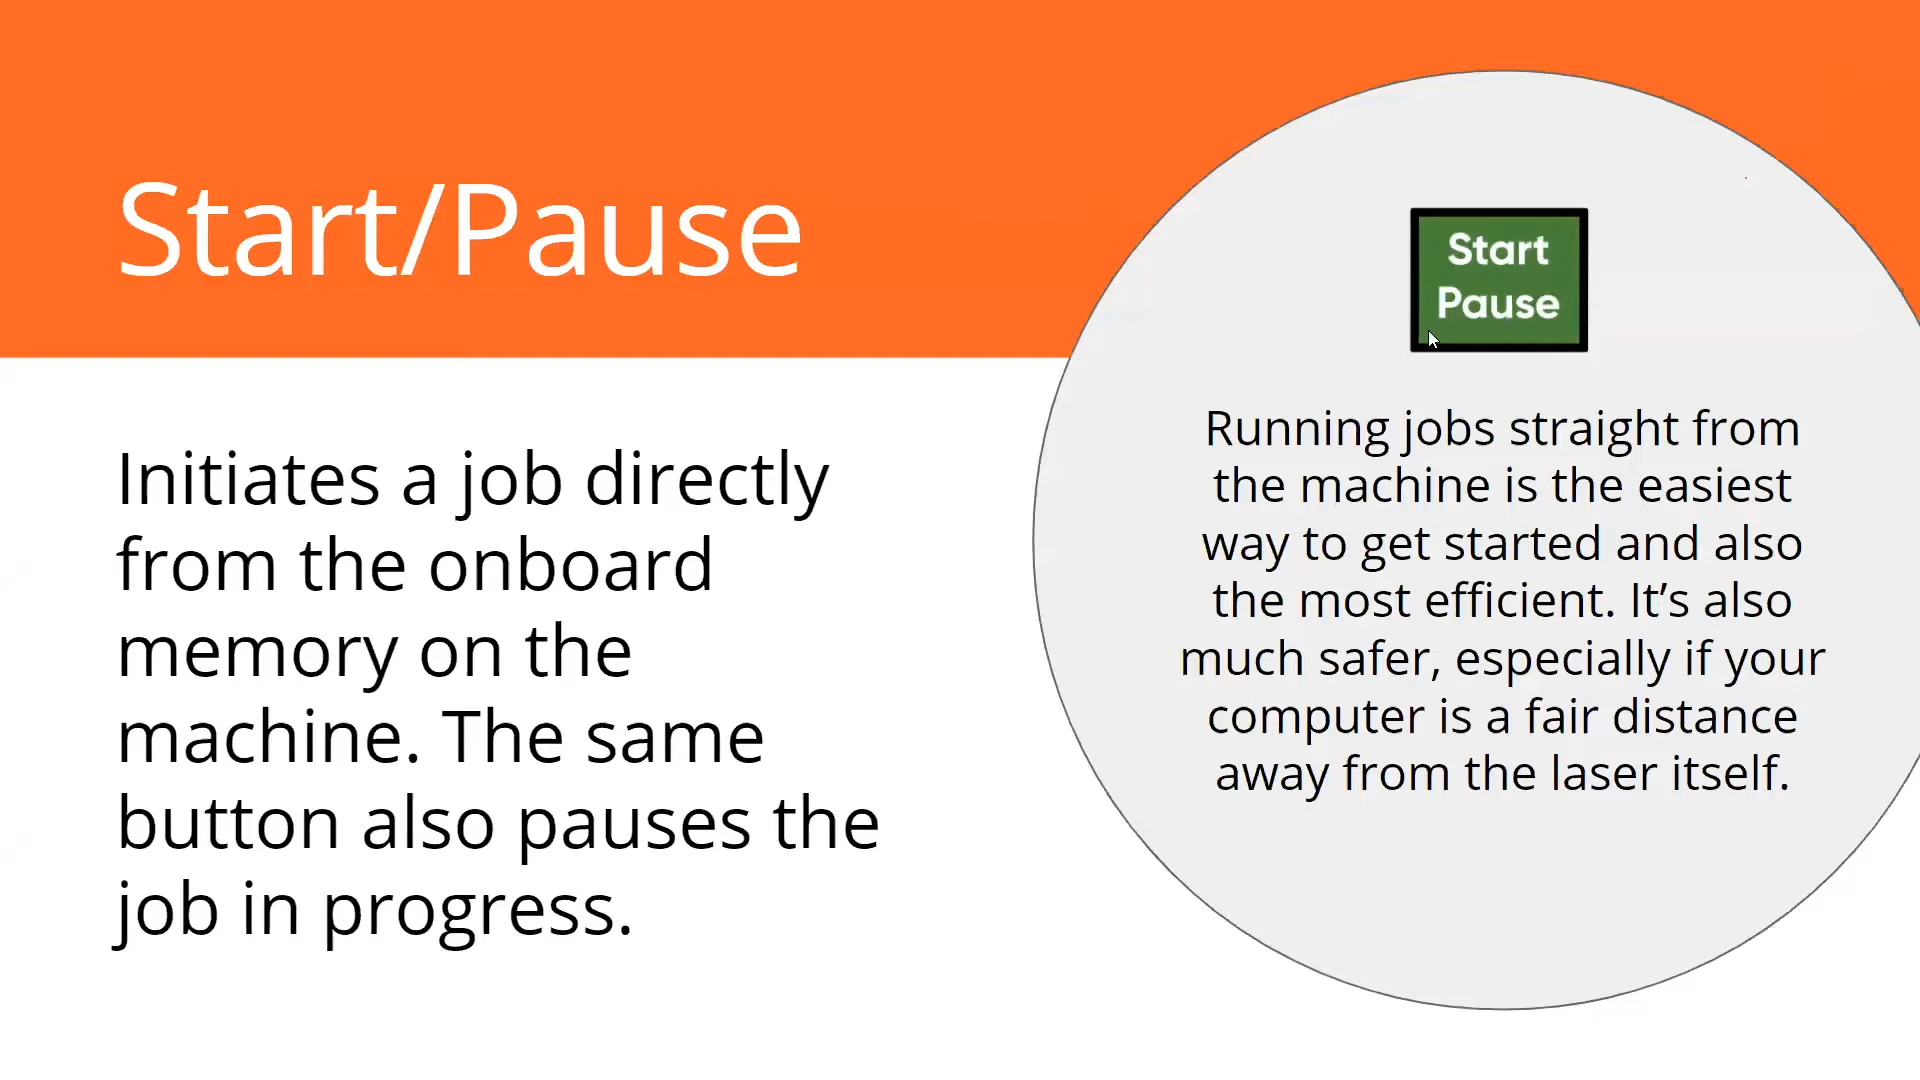 Start/Pause
Initiates a job directly
from the onboard
memory on the
machine. The same
button also pauses the
job in progress.
Start
Pause
Running jobs straight from
the machine is the easiest
way to get started and also
the most efficient. It’s also
much safer, especially if your
computer is a fair distance
away from the laser itself.